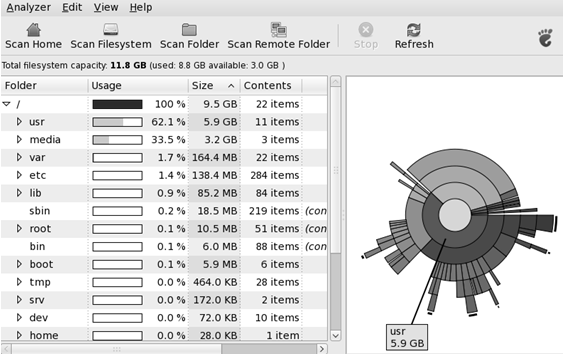 Analyzer Edit View Help
Scan Home Scan Filesystem Scan Folder Scan Remote Folder Stop Refresh
Total filesystem capacity: 11.8 GB (used: 8.8 GB available: 3.0 GB )
Folder Usage Size Contents
/ 100 % 9.5 GB 22 items
usr 62.1 % 5.9 GB 11 items
media 33.5 % 3.2 GB 3 items
var 1.7 % 164.4 MB 22 items
etc 1.4 % 138.4 MB 284 items
lib 0.9 % 85.2 MB 84 items
sbin 0.2 % 18.5 MB 219 items (con
root 0.1 % 10.5 MB 51 items (con
bin 0.1 % 6.0 MB 88 items (con
boot 0.1 % 5.9 MB 6 items
tmp 0.0 % 464.0 KB 28 items
srv 0.0 % 172.0 KB 2 items
dev 0.0 % 72.0 KB 10 items
home 0.0 % 28.0 KB 1 item
usr
5.9 GB